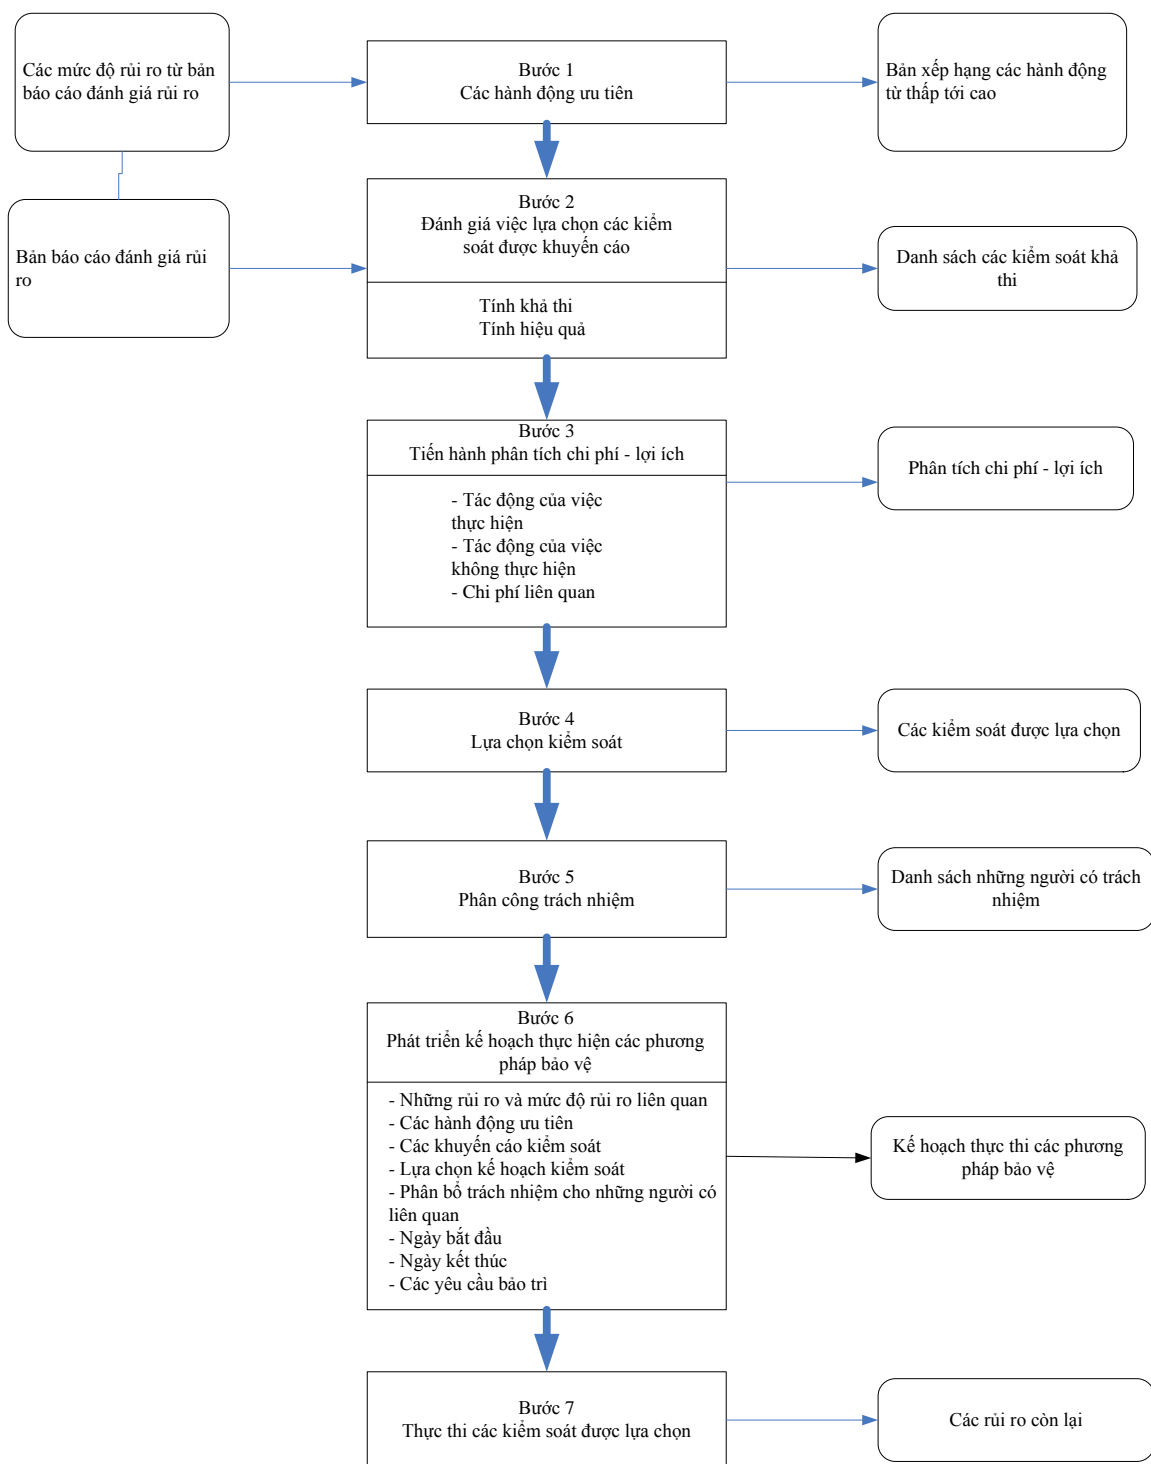 Các mức độ rủi ro từ bản
báo cáo đánh giá rủi ro
Bước 1
Các hành động ưu tiên
Bản xếp hạng các hành động
từ thấp tới cao
Bản báo cáo đánh giá rủi
ro
Bước 2
Đánh giá việc lựa chọn các kiểm
soát được khuyến cáo
Tính khả thi
Tính hiệu quả
Danh sách các kiểm soát khả
thi
Bước 3
Tiến hành phân tích chi phí - lợi ích
- Tác động của việc
thực hiện
- Tác động của việc
không thực hiện
- Chi phí liên quan
Phân tích chi phí - lợi ích
Bước 4
Lựa chọn kiểm soát
Các kiểm soát được lựa chọn
Bước 5
Phân công trách nhiệm
Danh sách những người có trách
nhiệm
Bước 6
Phát triển kế hoạch thực hiện các phương
pháp bảo vệ
- Những rủi ro và mức độ rủi ro liên quan
- Các hành động ưu tiên
- Các khuyến cáo kiểm soát
- Lựa chọn kế hoạch kiểm soát
- Phân bổ trách nhiệm cho những người có
liên quan
- Ngày bắt đầu
- Ngày kết thúc
- Các yêu cầu bảo trì
Kế hoạch thực thi các phương
pháp bảo vệ
Bước 7
Thực thi các kiểm soát được lựa chọn
Các rủi ro còn lại